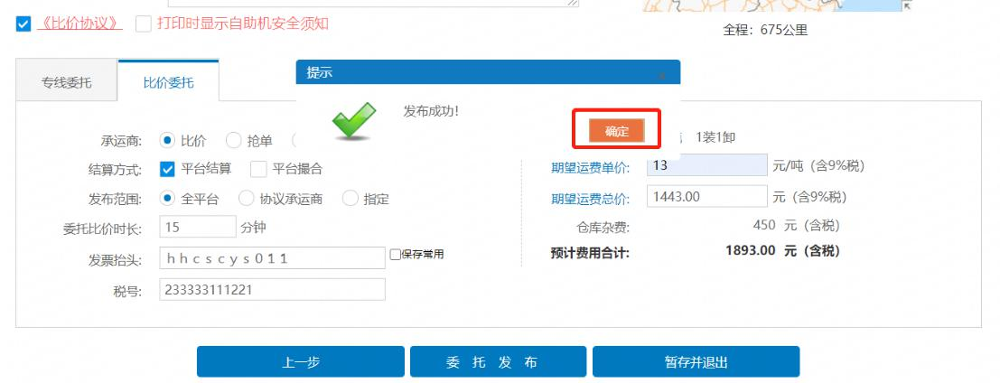 《比价协议》 打印时显示自助机安全须知
全程：675公里
专线委托 比价委托
提示
发布成功！
确定
承运商： 比价 抢单
1装1卸
结算方式： 平台结算 平台撮合
期望运费单价: 13 元/吨（含9%税）
发布范围: 全平台 协议承运商 指定
期望运费总价: 1443.00 元（含9%税）
委托比价时长: 15 分钟
仓库杂费: 450 元（含税）
发票抬头: hhcscys011 保存常用
预计费用合计: 1893.00 元（含税）
税号: 233333111221
上一步 委 托 发 布 暂存并退出